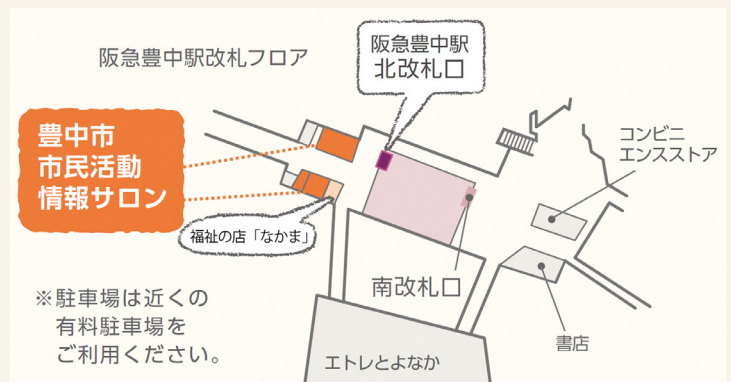 阪急豊中駅改札フロア
阪急豊中駅
北改札口
豊中市
市民活動
情報サロン
コンビニ
エンスストア
福祉の店「なかま」
南改札口
※駐車場は近くの
有料駐車場を
ご利用ください。
書店
エトレとよなか